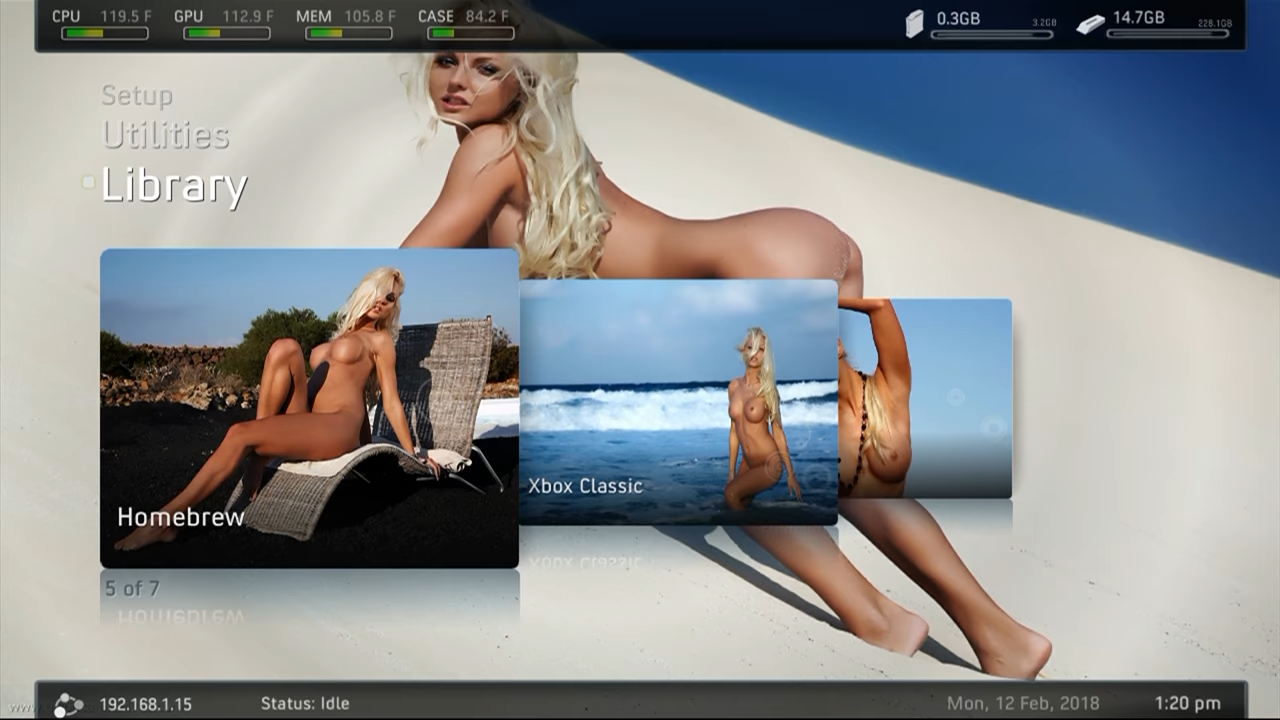 CPU 119.5 F GPU 112.9 F MEM 105.8 F CASE 84.2 F 0.3GB 3.2GB 14.7GB 228.1GB
Setup
Utilities
Library
Xbox Classic
Homebrew
5 of 7
192.168.1.15 Status: Idle Mon, 12 Feb, 2018 1:20 pm